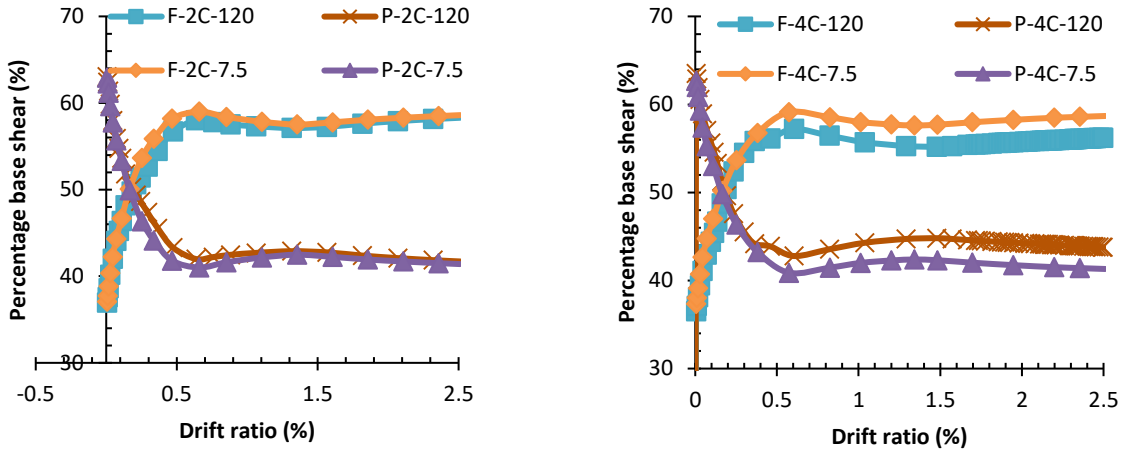 70
60
50
40
30
-0.5
0
0.5
1
1.5
2
2.5
Percentage base shear (%)
Drift ratio (%)
F-2C-120
P-2C-120
F-2C-7.5
P-2C-7.5
70
60
50
40
30
0
0.5
1
1.5
2
2.5
Percentage base shear (%)
Drift ratio (%)
F-4C-120
P-4C-120
F-4C-7.5
P-4C-7.5